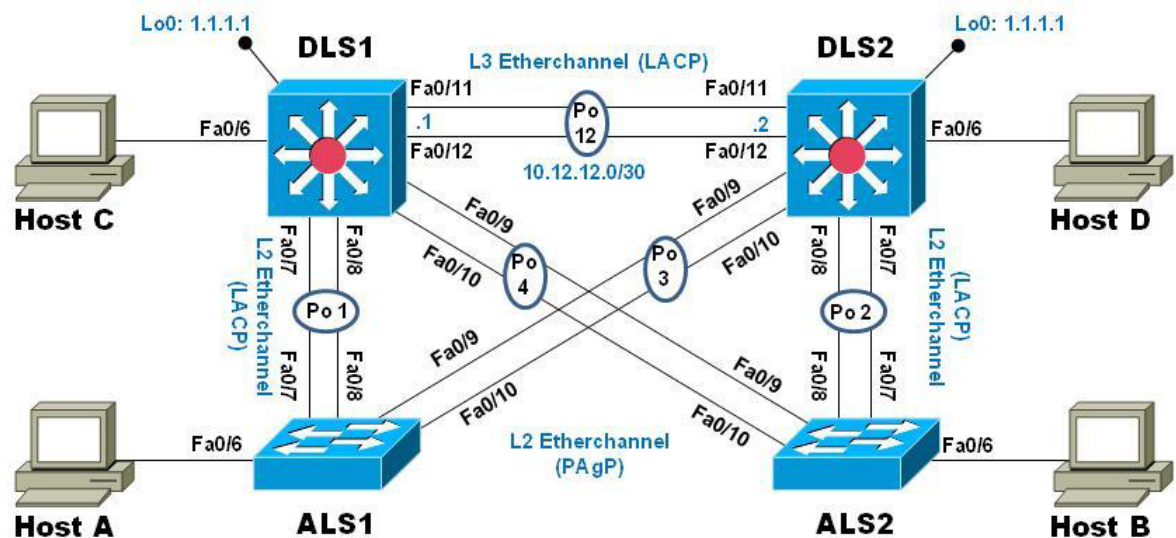 Lo0: 1.1.1.1
Lo0: 1.1.1.1
DLS1
DLS2
L3 Etherchannel (LACP)
Fa0/11
Fa0/11
Fa0/6
.1
Po
12
.2
Fa0/6
Fa0/12
Fa0/12
10.12.12.0/30
Host C
Host D
Fa0/9
Fa0/10
Fa0/9
Fa0/10
Po
4
Po
3
Fa0/7
Fa0/8
L2 Etherchannel
(LACP)
Po 1
Fa0/7
Fa0/8
Fa0/8
Fa0/7
Po 2
L2 Etherchannel
(LACP)
Fa0/8
Fa0/7
Fa0/9
Fa0/10
Fa0/9
Fa0/10
L2 Etherchannel
(PAgP)
Fa0/6
Fa0/6
Host A
ALS1
ALS2
Host B